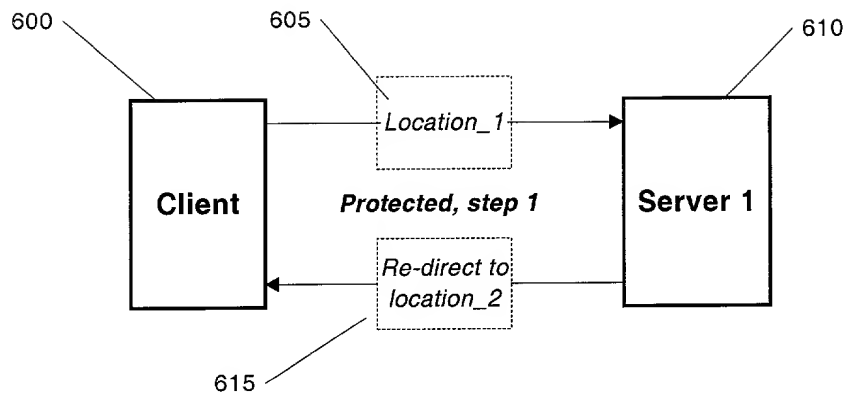 600
605
610
Location_1
Client
Protected, step 1
Server 1
Re-direct to
location_2
615